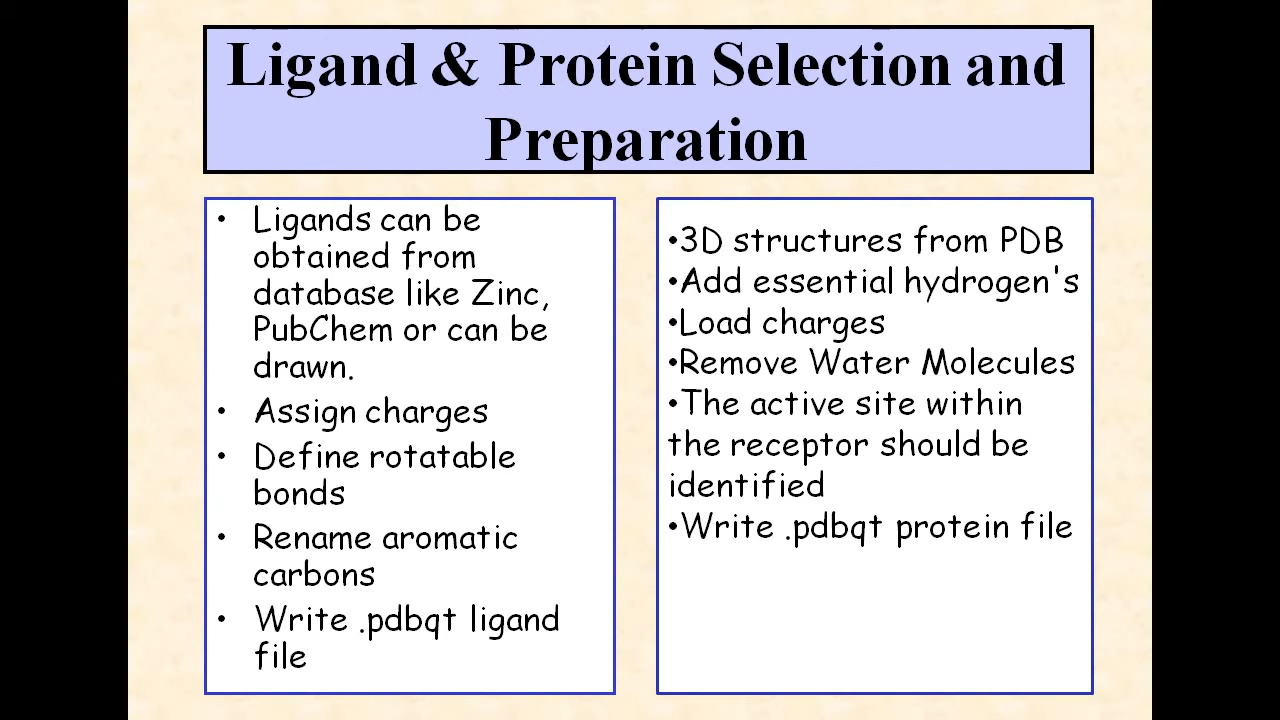 Ligand & Protein Selection and
Preparation
• Ligands can be
obtained from
database like Zinc,
PubChem or can be
drawn.
• Assign charges
• Define rotatable
bonds
• Rename aromatic
carbons
• Write .pdbqt ligand
file
•3D structures from PDB
•Add essential hydrogen's
•Load charges
•Remove Water Molecules
•The active site within
the receptor should be
identified
•Write .pdbqt protein file